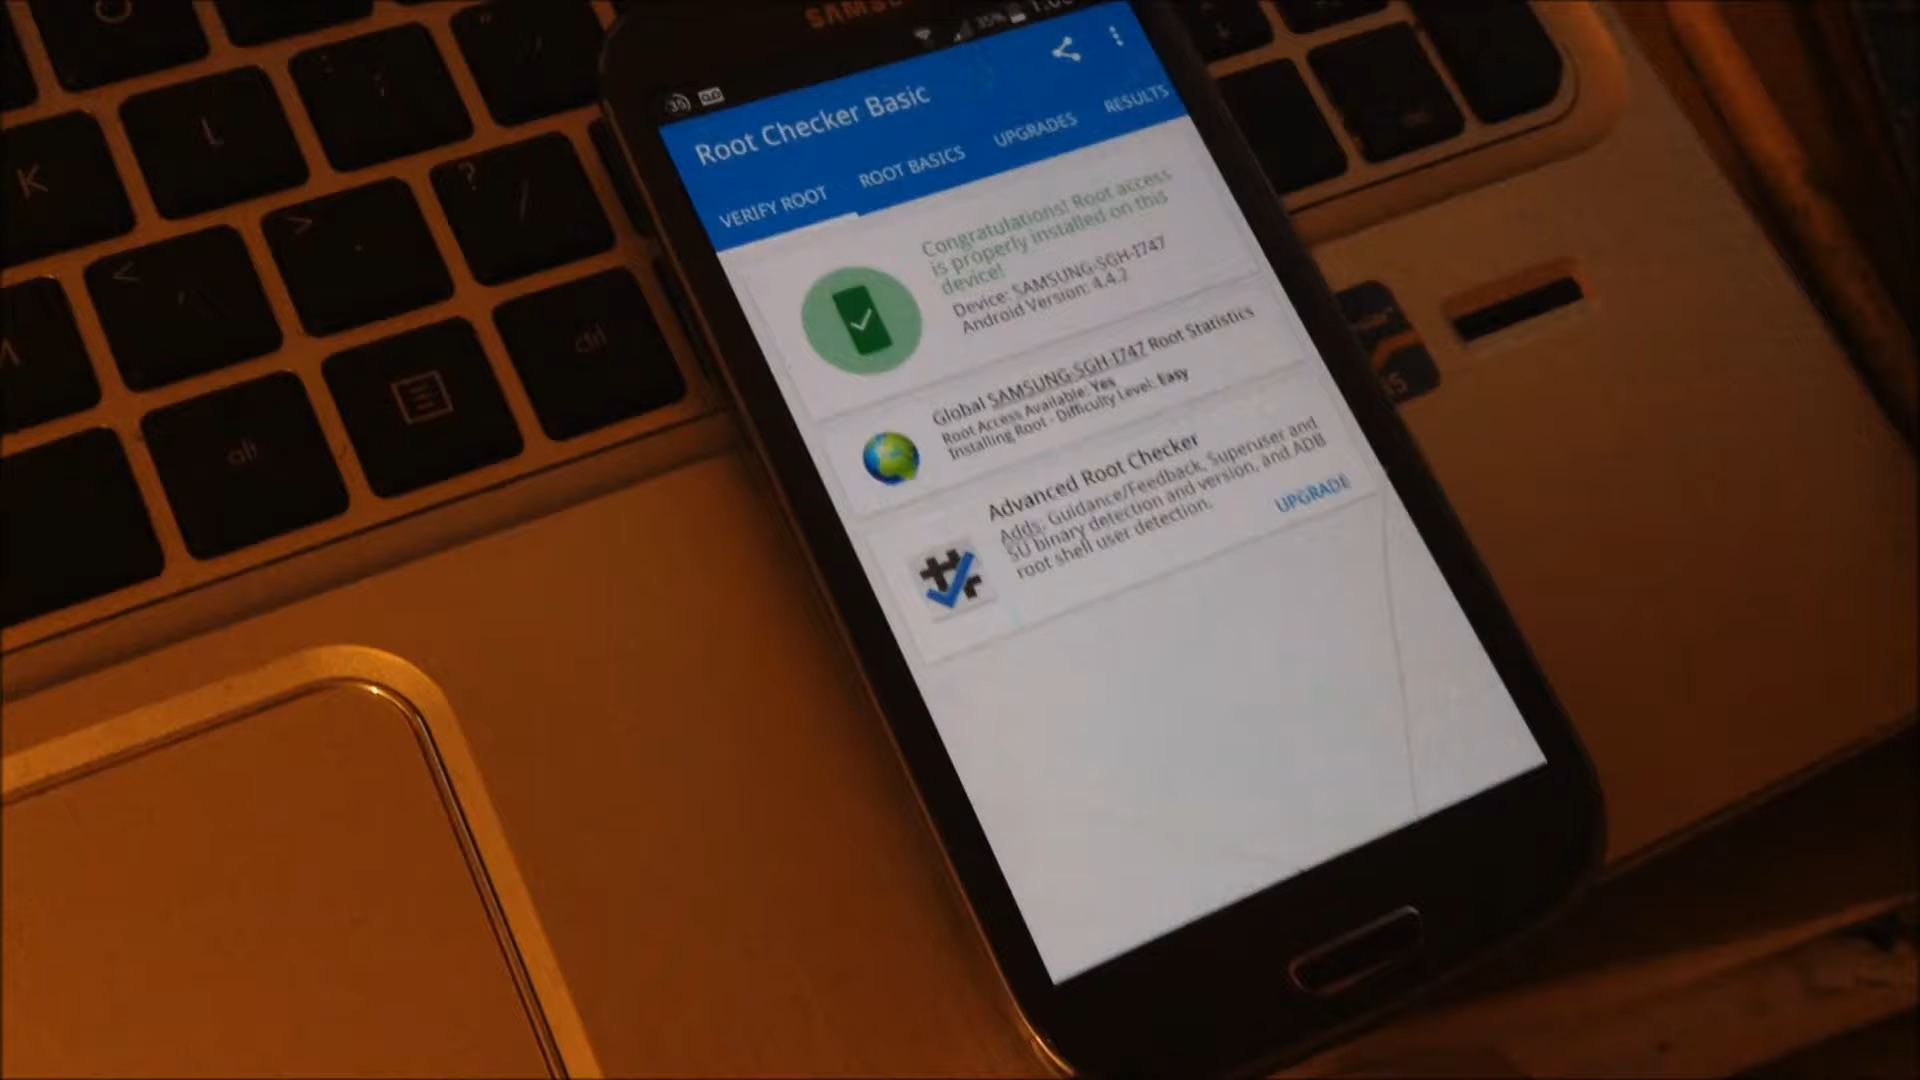 SAMS
35%
35
Root Checker Basic
VERIFY ROOT
ROOT BASICS
UPGRADES
RESULTS
Congratulations! Root access
is properly installed on this
device!
Device: SAMSUNG-SGH-I747
Android Version: 4.4.2
Global SAMSUNG-SGH-I747 Root Statistics
Root Access Available: Yes
Installing Root - Difficulty Level: Easy
Advanced Root Checker
Adds, Guidance/Feedback, Superuser and
SU binary detection and version, and ADB
root shell user detection.
UPGRADE
K
L
:
;
"
?
/
>
.
<
,
M
alt
ctrl